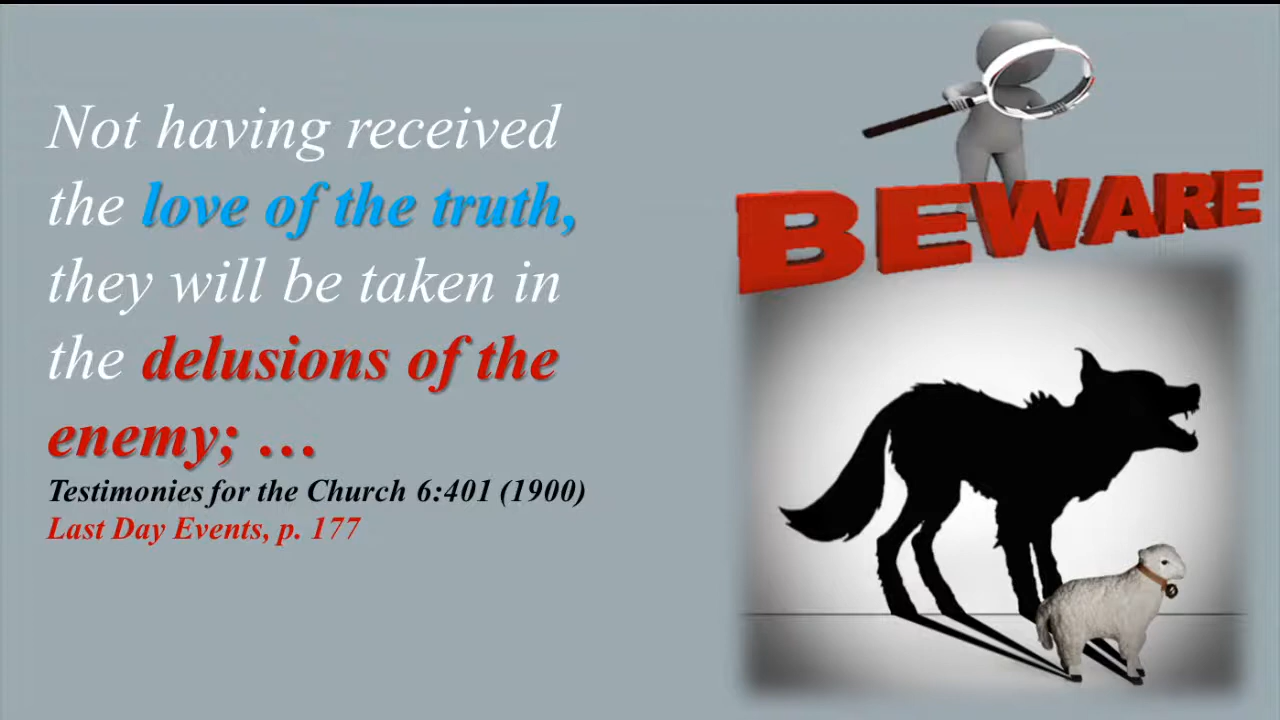 Not having received
the love of the truth,
they will be taken in
the delusions of the
enemy; ...
Testimonies for the Church 6:401 (1900)
Last Day Events, p. 177
BEWARE